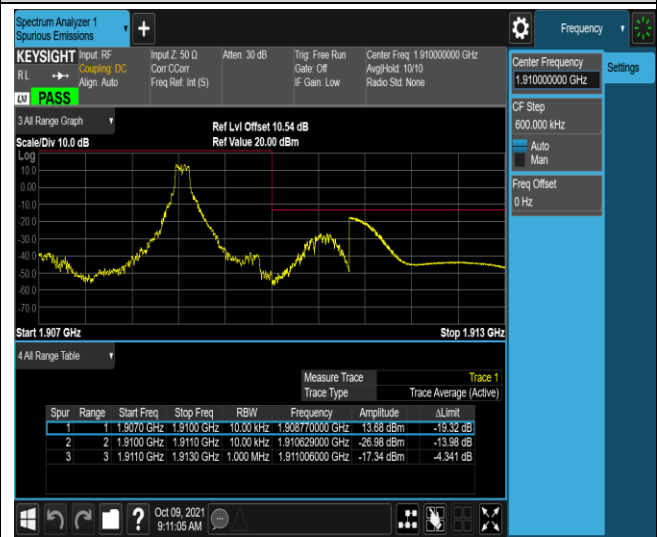 Spectrum Analyzer 1
Spurious Emissions
Frequency
KEYSIGHT Input: RF Input Z: 50 Ω Atten: 30 dB Trig: Free Run Center Freq: 1.910000000 GHz
RL Coupling: DC Corr CCorr Gate: Off Avg|Hold: 10/10
Align: Auto Freq Ref: Int (S) IF Gain: Low Radio Std: None
LXI PASS
Center Frequency
1.910000000 GHz
Settings
CF Step
600.000 kHz
Auto
Man
Freq Offset
0 Hz
3 All Range Graph
Ref Lvl Offset 10.54 dB
Scale/Div 10.0 dB Ref Value 20.00 dBm
Log
10.0
0.00
-10.0
-20.0
-30.0
-40.0
-50.0
-60.0
-70.0
Start 1.907 GHz Stop 1.913 GHz
4 All Range Table
Measure Trace Trace 1
Trace Type Trace Average (Active)
Spur Range Start Freq Stop Freq RBW Frequency Amplitude ΔLimit
1 1 1.9070 GHz 1.9100 GHz 10.00 kHz 1.908770000 GHz 13.68 dBm -19.32 dB
2 2 1.9100 GHz 1.9110 GHz 10.00 kHz 1.910629000 GHz -26.98 dBm -13.98 dB
3 3 1.9110 GHz 1.9130 GHz 1.000 MHz 1.911006000 GHz -17.34 dBm -4.341 dB
Oct 09, 2021
9:11:05 AM